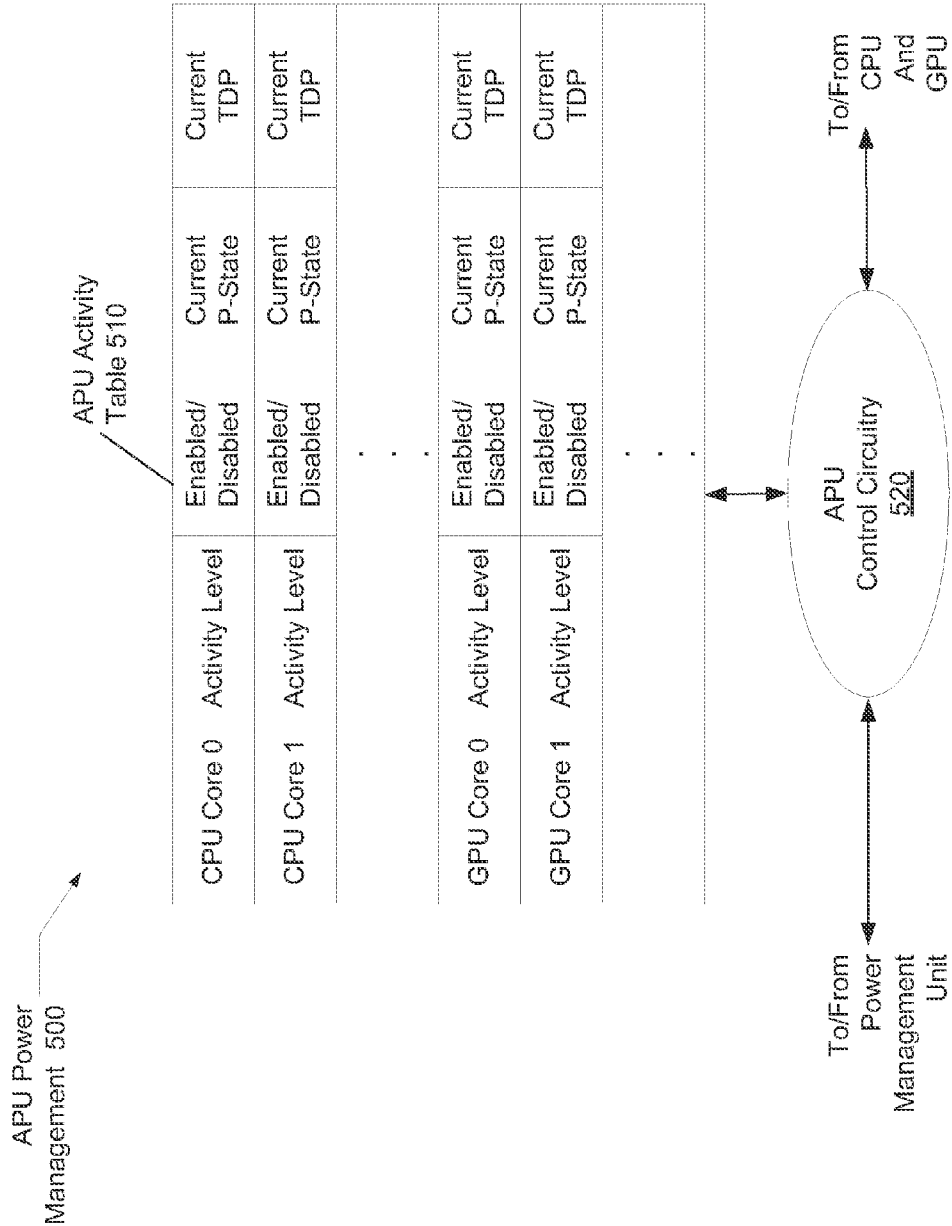 APU Power
Management 500
APU Activity
Table 510
CPU Core 0 Activity Level Enabled/ Disabled Current P-State Current TDP
CPU Core 1 Activity Level Enabled/ Disabled Current P-State Current TDP
. . .
GPU Core 0 Activity Level Enabled/ Disabled Current P-State Current TDP
GPU Core 1 Activity Level Enabled/ Disabled Current P-State Current TDP
. . .
To/From
Power
Management
Unit
APU
Control Circuitry
520
To/From
CPU
And
GPU